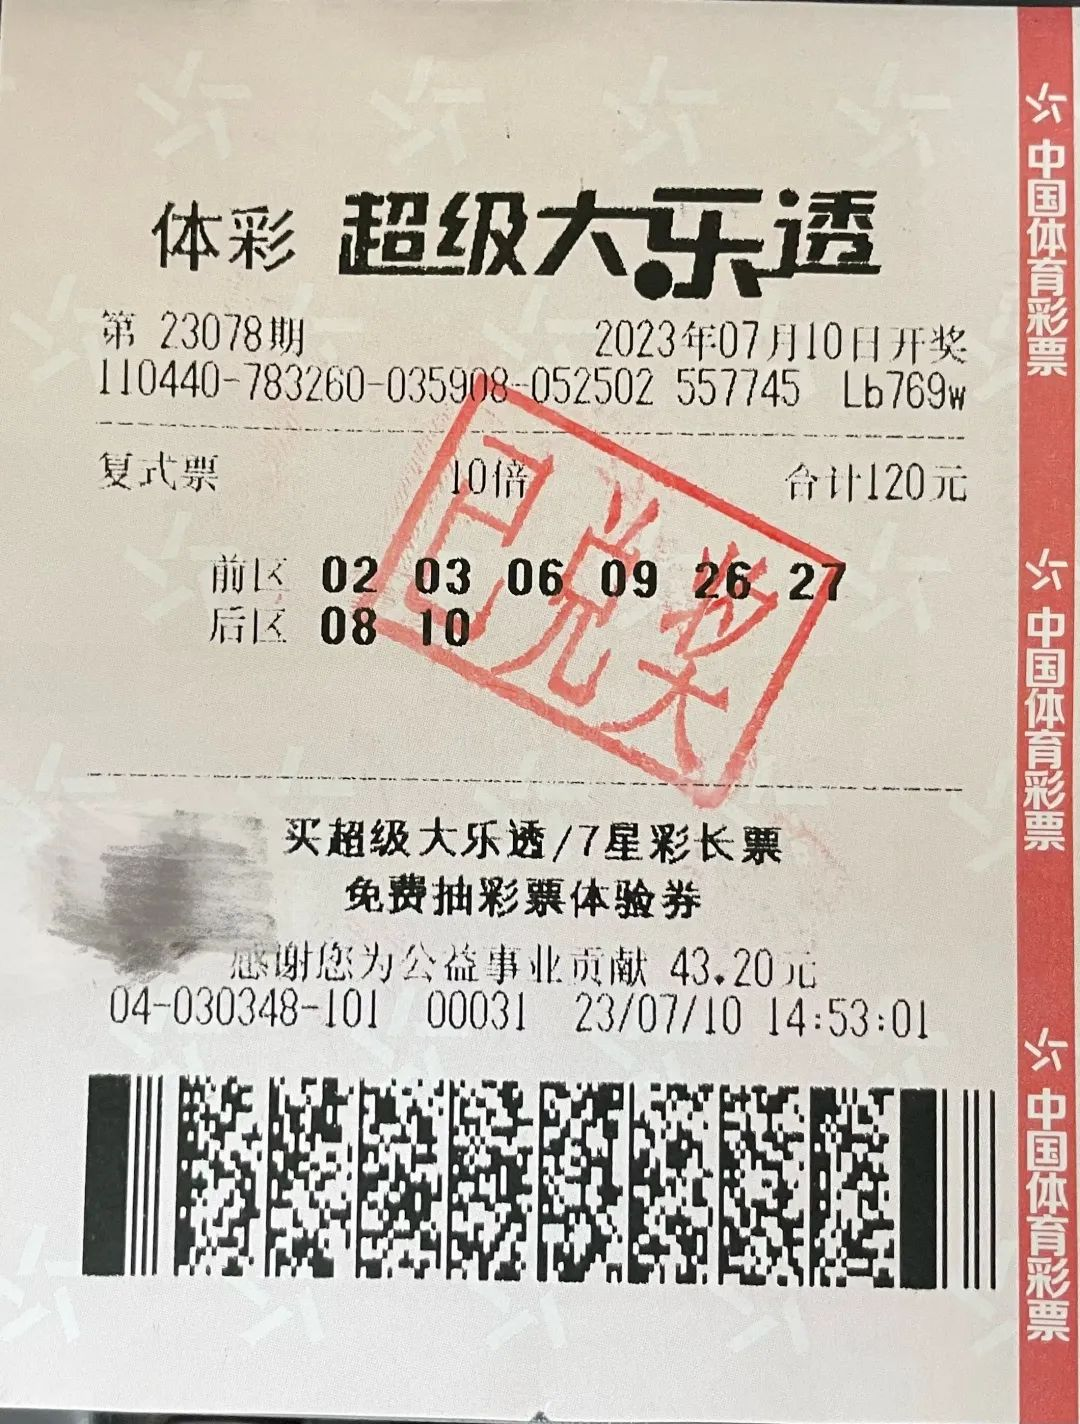 体彩 超级大乐透
第 23078期 2023年07月10日开奖
110440-783260-035908-052502 557745 Lb769w
复式票 10倍 合计120元
前区 02 03 06 09 26 27
后区 08 10
已兑奖
买超级大乐透/7星彩长票
免费抽彩票体验券
感谢您为公益事业贡献 43.20元
04-030348-101 00031 23/07/10 14:53:01
中国体育彩票
中国体育彩票
中国体育彩票